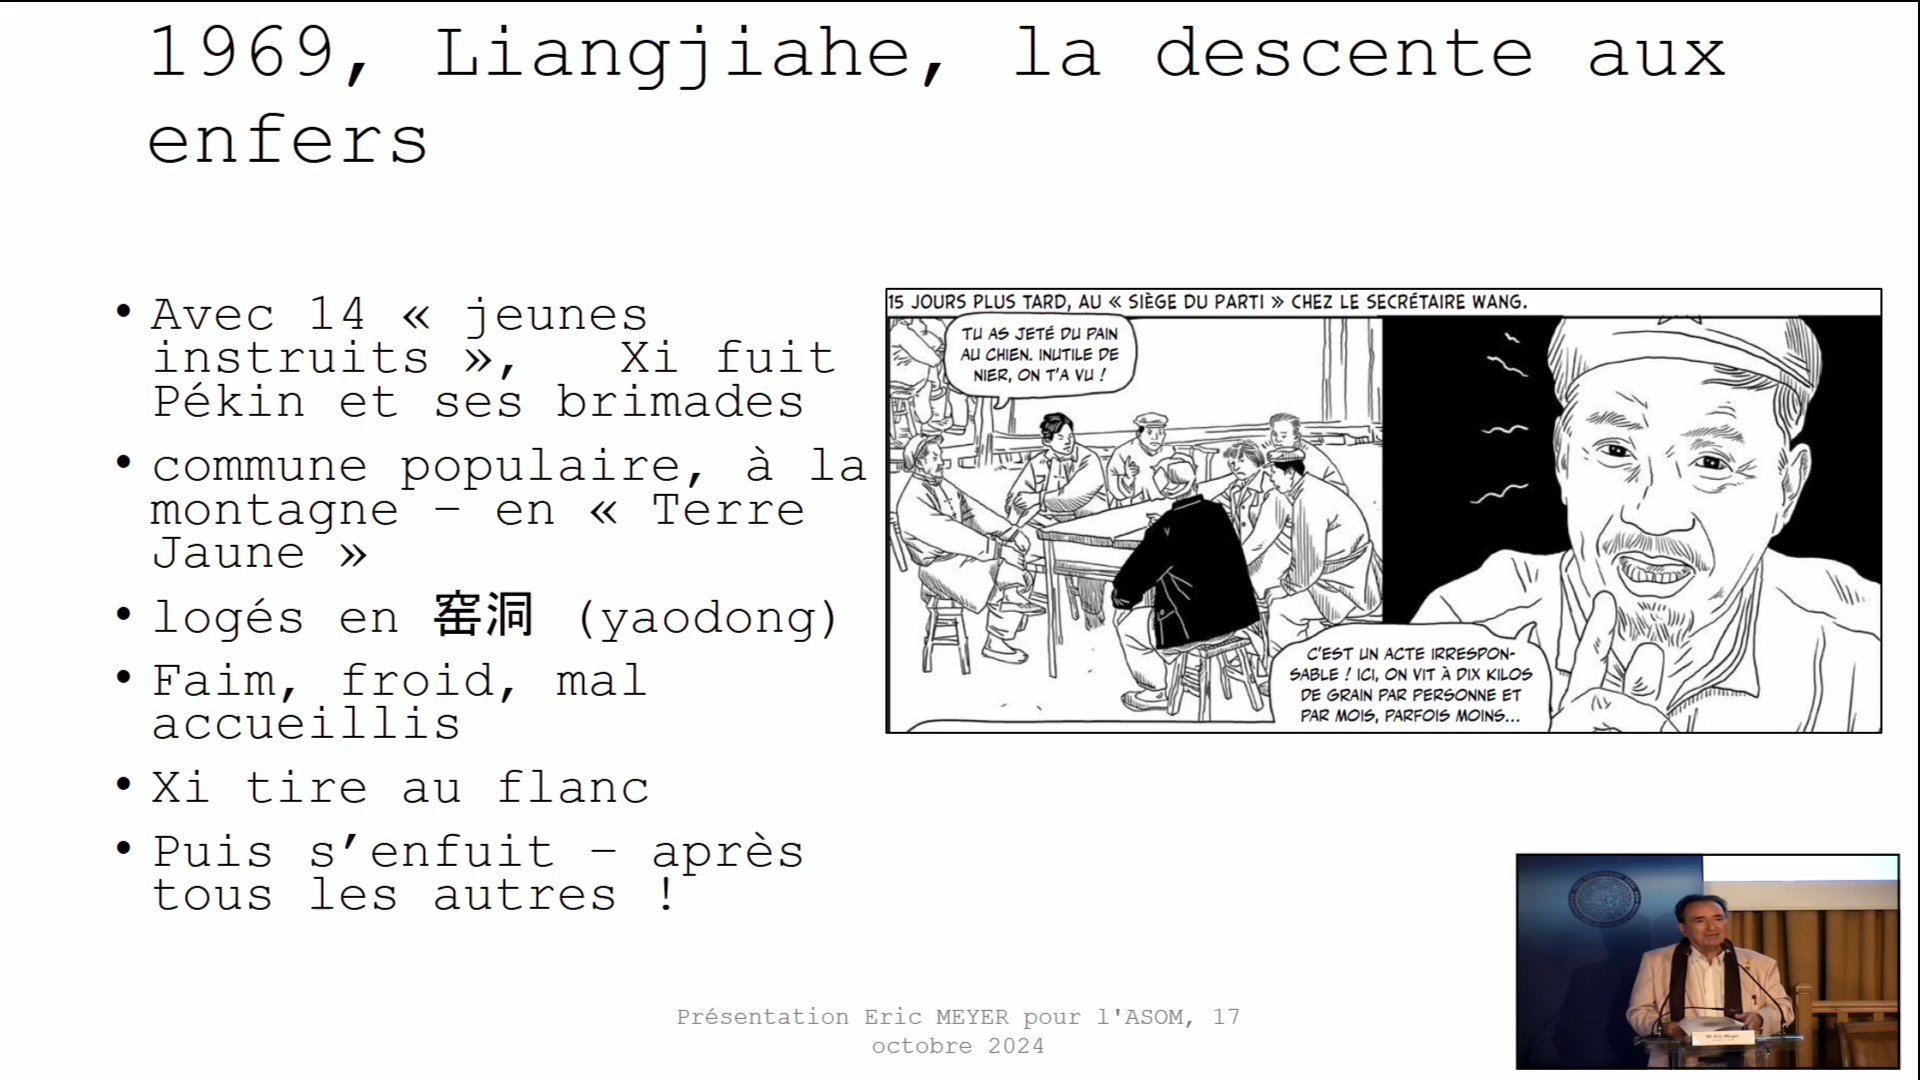 1969, Liangjiahe, la descente aux
enfers
• Avec 14 « jeunes
instruits », Xi fuit
Pékin et ses brimades
• commune populaire, à la
montagne – en « Terre
Jaune »
• logés en 窑洞 (yaodong)
• Faim, froid, mal
accueillis
• Xi tire au flanc
• Puis s’enfuit – après
tous les autres !
15 JOURS PLUS TARD, AU « SIÈGE DU PARTI » CHEZ LE SECRÉTAIRE WANG.
TU AS JETÉ DU PAIN
AU CHIEN. INUTILE DE
NIER, ON T'A VU !
C'EST UN ACTE IRRESPON-
SABLE ! ICI, ON VIT À DIX KILOS
DE GRAIN PAR PERSONNE ET
PAR MOIS, PARFOIS MOINS...
Présentation Eric MEYER pour l'ASOM, 17
octobre 2024